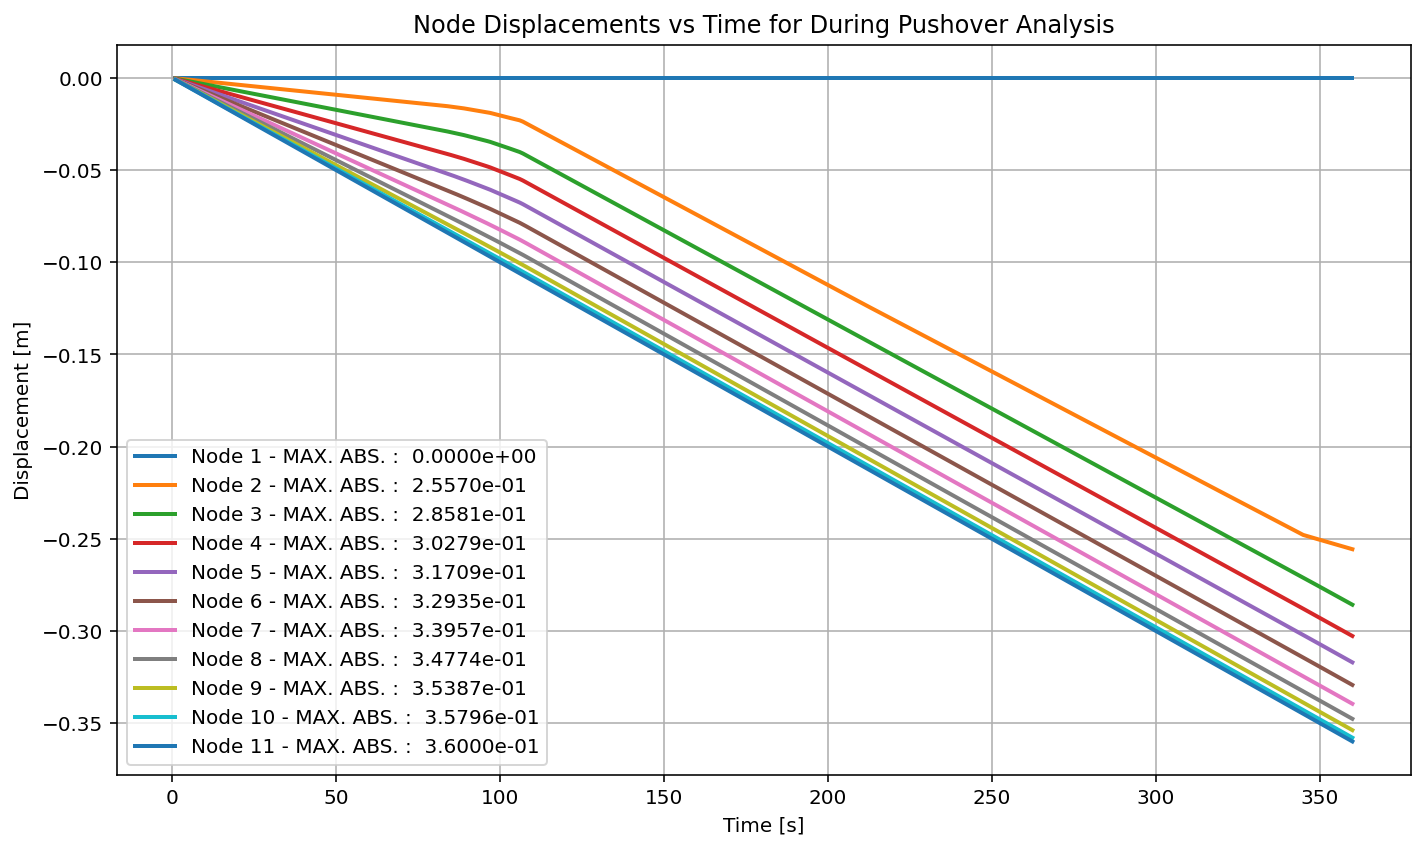 Node Displacements vs Time for During Pushover Analysis
0.00
−0.05
−0.10
−0.15
−0.20
−0.25
−0.30
−0.35
Displacement [m]
Node 1 - MAX. ABS. :  0.0000e+00
Node 2 - MAX. ABS. :  2.5570e-01
Node 3 - MAX. ABS. :  2.8581e-01
Node 4 - MAX. ABS. :  3.0279e-01
Node 5 - MAX. ABS. :  3.1709e-01
Node 6 - MAX. ABS. :  3.2935e-01
Node 7 - MAX. ABS. :  3.3957e-01
Node 8 - MAX. ABS. :  3.4774e-01
Node 9 - MAX. ABS. :  3.5387e-01
Node 10 - MAX. ABS. :  3.5796e-01
Node 11 - MAX. ABS. :  3.6000e-01
0 50 100 150 200 250 300 350
Time [s]